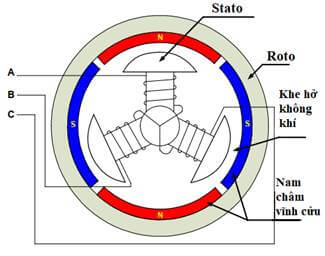 Stato
N
Roto
A
Khe hở
không
khí
B
C
S
S
Nam
châm
vĩnh cửu
N